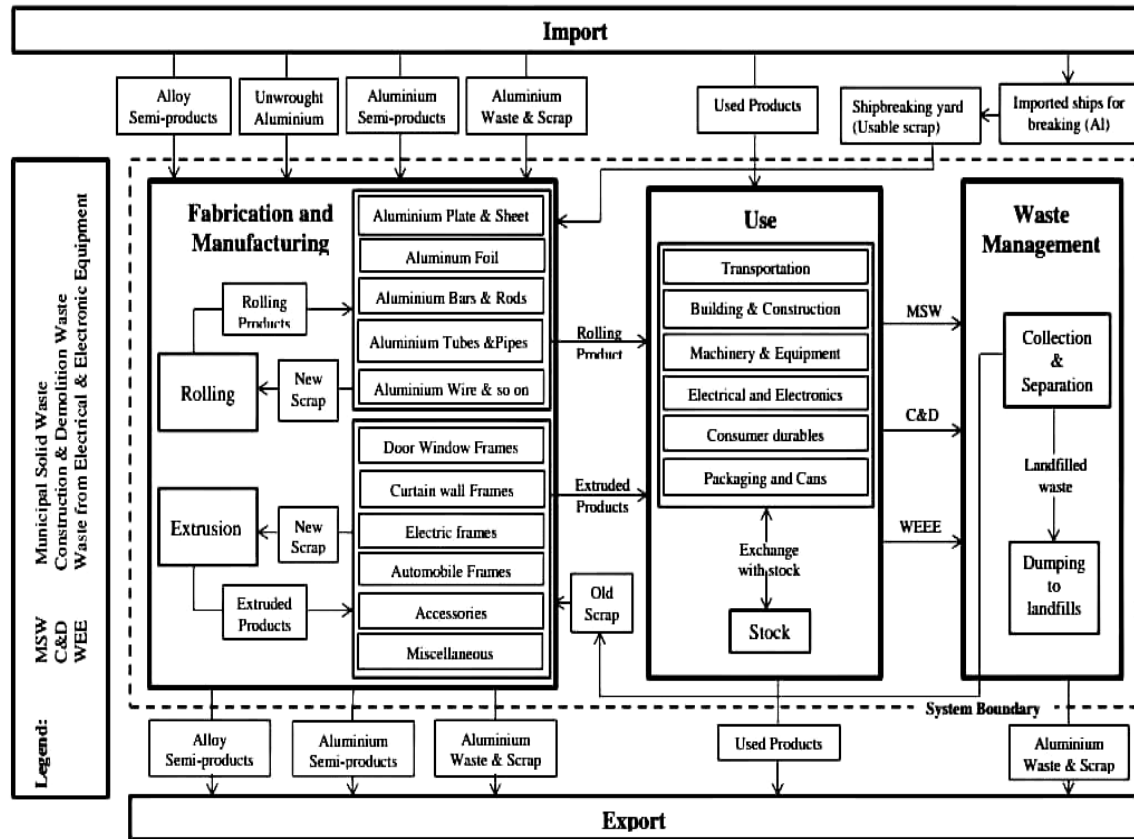 Import
Alloy
Semi-products
Unwrought
Aluminium
Aluminium
Semi-products
Aluminium
Waste & Scrap
Used Products
Shipbreaking yard
(Usable scrap)
Imported ships for
breaking (Al)
Fabrication and
Manufacturing
Aluminium Plate & Sheet
Aluminum Foil
Aluminium Bars & Rods
Aluminium Tubes &Pipes
Aluminium Wire & so on
Rolling
Products
Rolling
New
Scrap
Door Window Frames
Curtain wall Frames
Electric frames
Automobile Frames
Accessories
Miscellaneous
Extrusion
New
Scrap
Extruded
Products
Rolling
Product
Extruded
Products
Old
Scrap
Use
Transportation
Building & Construction
Machinery & Equipment
Electrical and Electronics
Consumer durables
Packaging and Cans
Exchange
with stock
Stock
MSW
C&D
WEEE
Waste
Management
Collection
&
Separation
Landfilled
waste
Dumping
to
landfills
System Boundary
Alloy
Semi-products
Aluminium
Semi-products
Aluminium
Waste & Scrap
Used Products
Aluminium
Waste & Scrap
Export
Legend:
MSW Municipal Solid Waste
C&D Construction & Demolition Waste
WEE Waste from Electrical & Electronic Equipment